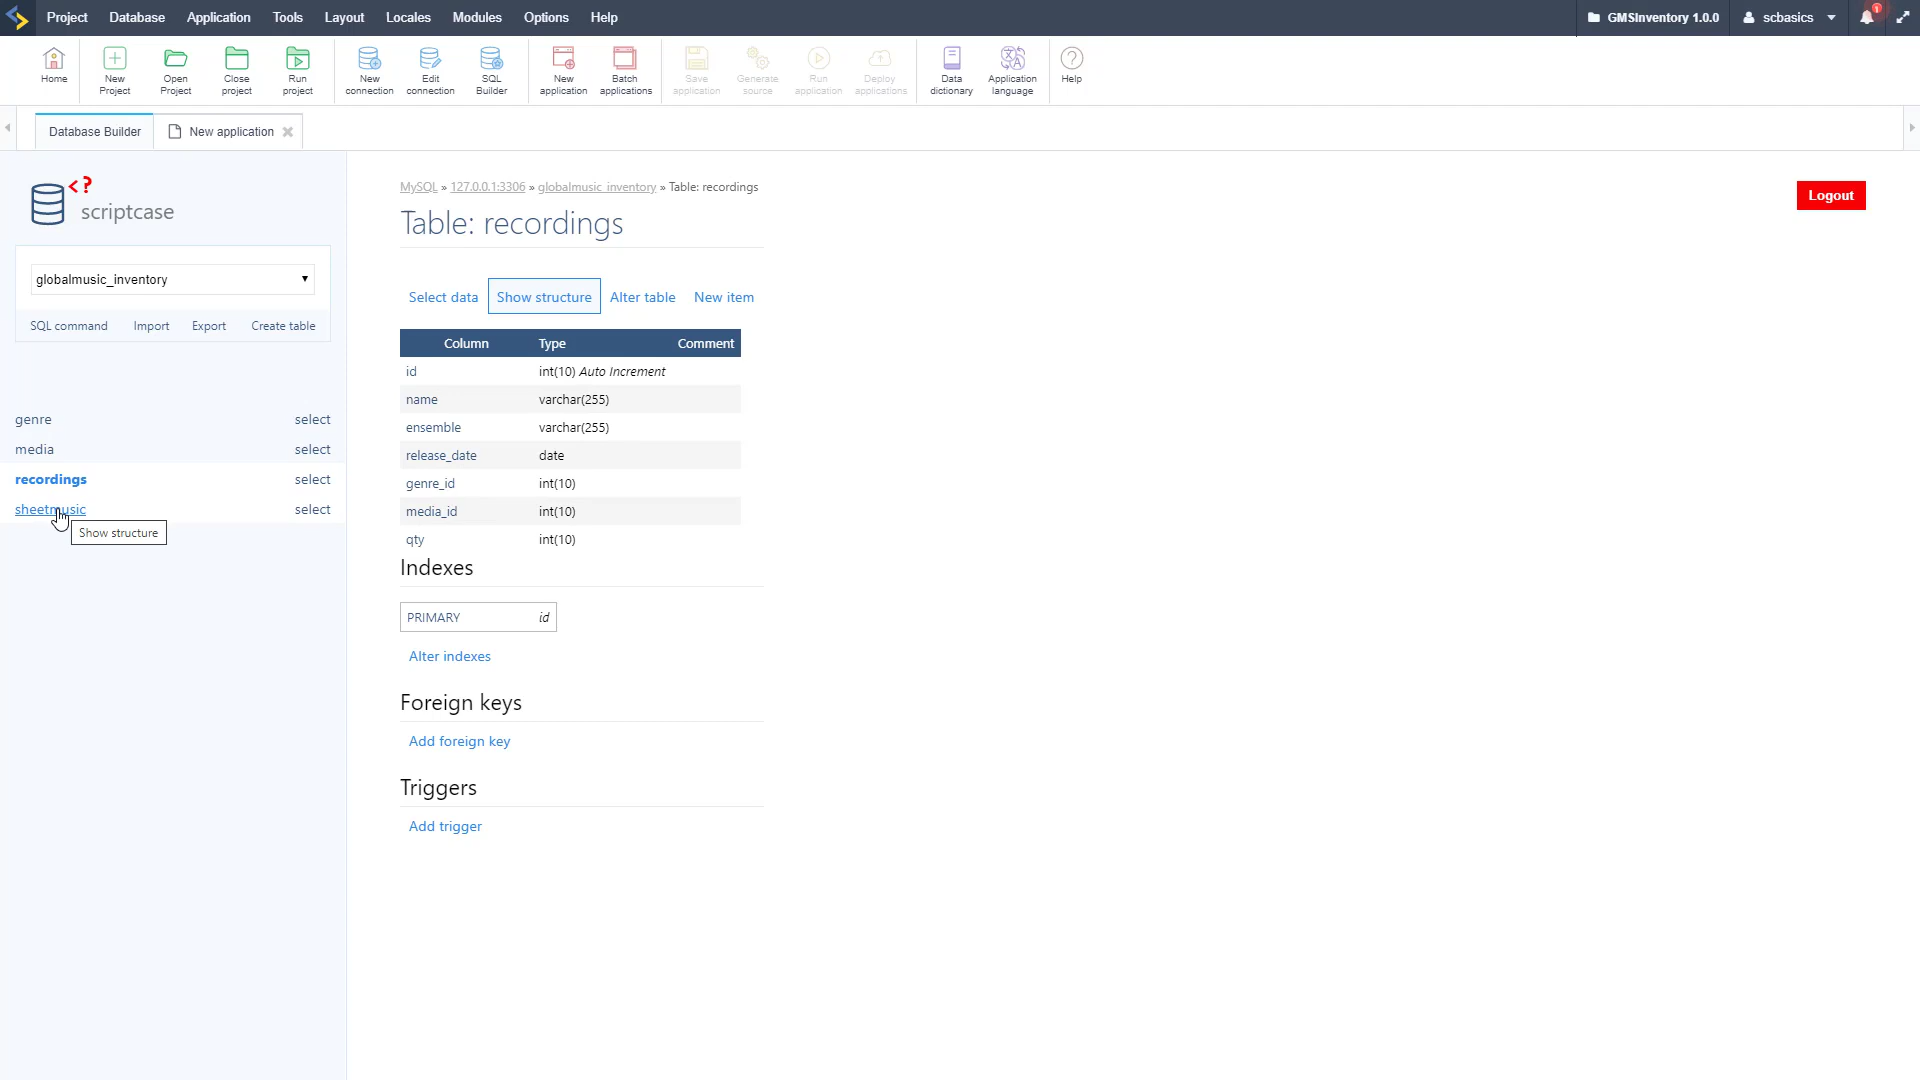 Project Database Application Tools Layout Locales Modules Options Help GMSInventory 1.0.0 scbasics 1
Home New Project Open Project Close project Run project New connection Edit connection SQL Builder New application Batch applications Save application Generate source Run application Deploy applications Data dictionary Application language Help
Database Builder New application
<? scriptcase
globalmusic_inventory
SQL command Import Export Create table
genre select
media select
recordings select
sheetmusic select
Show structure
MySQL » 127.0.0.1:3306 » globalmusic_inventory » Table: recordings
Logout
Table: recordings
Select data Show structure Alter table New item
Column Type Comment
id int(10) Auto Increment
name varchar(255)
ensemble varchar(255)
release_date date
genre_id int(10)
media_id int(10)
qty int(10)
Indexes
PRIMARY id
Alter indexes
Foreign keys
Add foreign key
Triggers
Add trigger